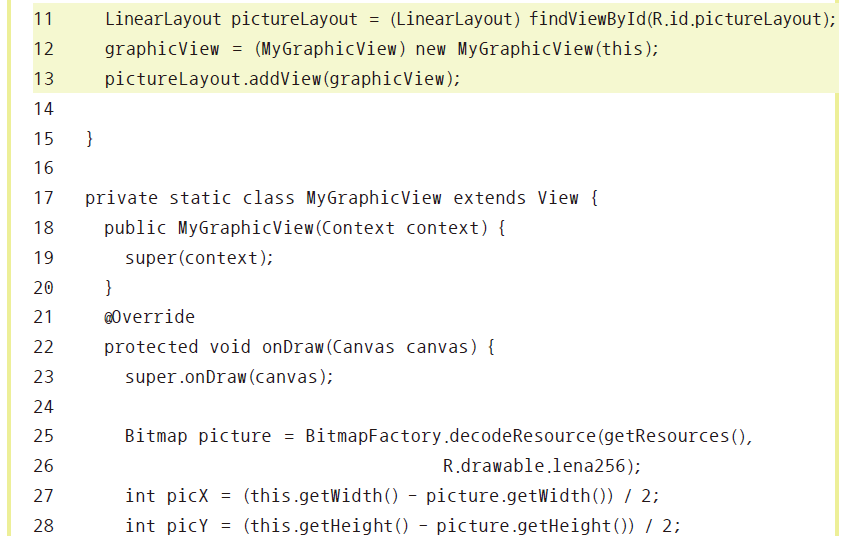 11 LinearLayout pictureLayout = (LinearLayout) findViewById(R.id.pictureLayout);
12 graphicView = (MyGraphicView) new MyGraphicView(this);
13 pictureLayout.addView(graphicView);
14
15 }
16
17 private static class MyGraphicView extends View {
18 public MyGraphicView(Context context) {
19 super(context);
20 }
21 @Override
22 protected void onDraw(Canvas canvas) {
23 super.onDraw(canvas);
24
25 Bitmap picture = BitmapFactory.decodeResource(getResources(),
26 R.drawable.lena256);
27 int picX = (this.getWidth() - picture.getWidth()) / 2;
28 int picY = (this.getHeight() - picture.getHeight()) / 2;